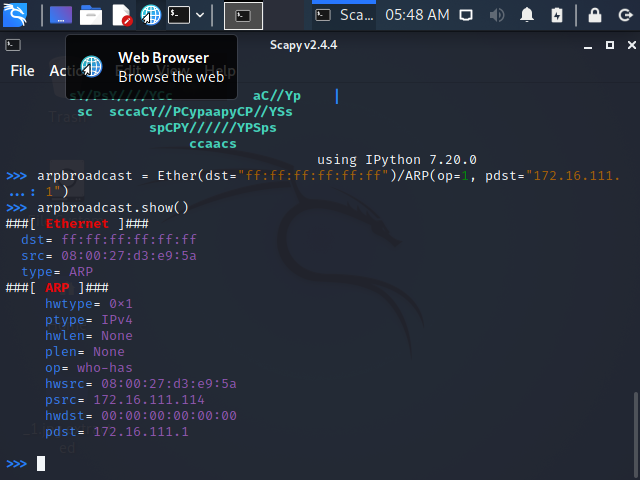 Sca...
05:48 AM
Scapy v2.4.4
Web Browser
Browse the web
File
sY/PsY////YCc aC//Yp |
sc sccaCY//PCypaapyCP//YSs
spCPY//////YPSps
ccaacs
using IPython 7.20.0
>>> arpbroadcast = Ether(dst="ff:ff:ff:ff:ff:ff")/ARP(op=1, pdst="172.16.111.
...: 1")
>>> arpbroadcast.show()
###[ Ethernet ]###
dst= ff:ff:ff:ff:ff:ff
src= 08:00:27:d3:e9:5a
type= ARP
###[ ARP ]###
hwtype= 0×1
ptype= IPv4
hwlen= None
plen= None
op= who-has
hwsrc= 08:00:27:d3:e9:5a
psrc= 172.16.111.114
hwdst= 00:00:00:00:00:00
pdst= 172.16.111.1
>>>